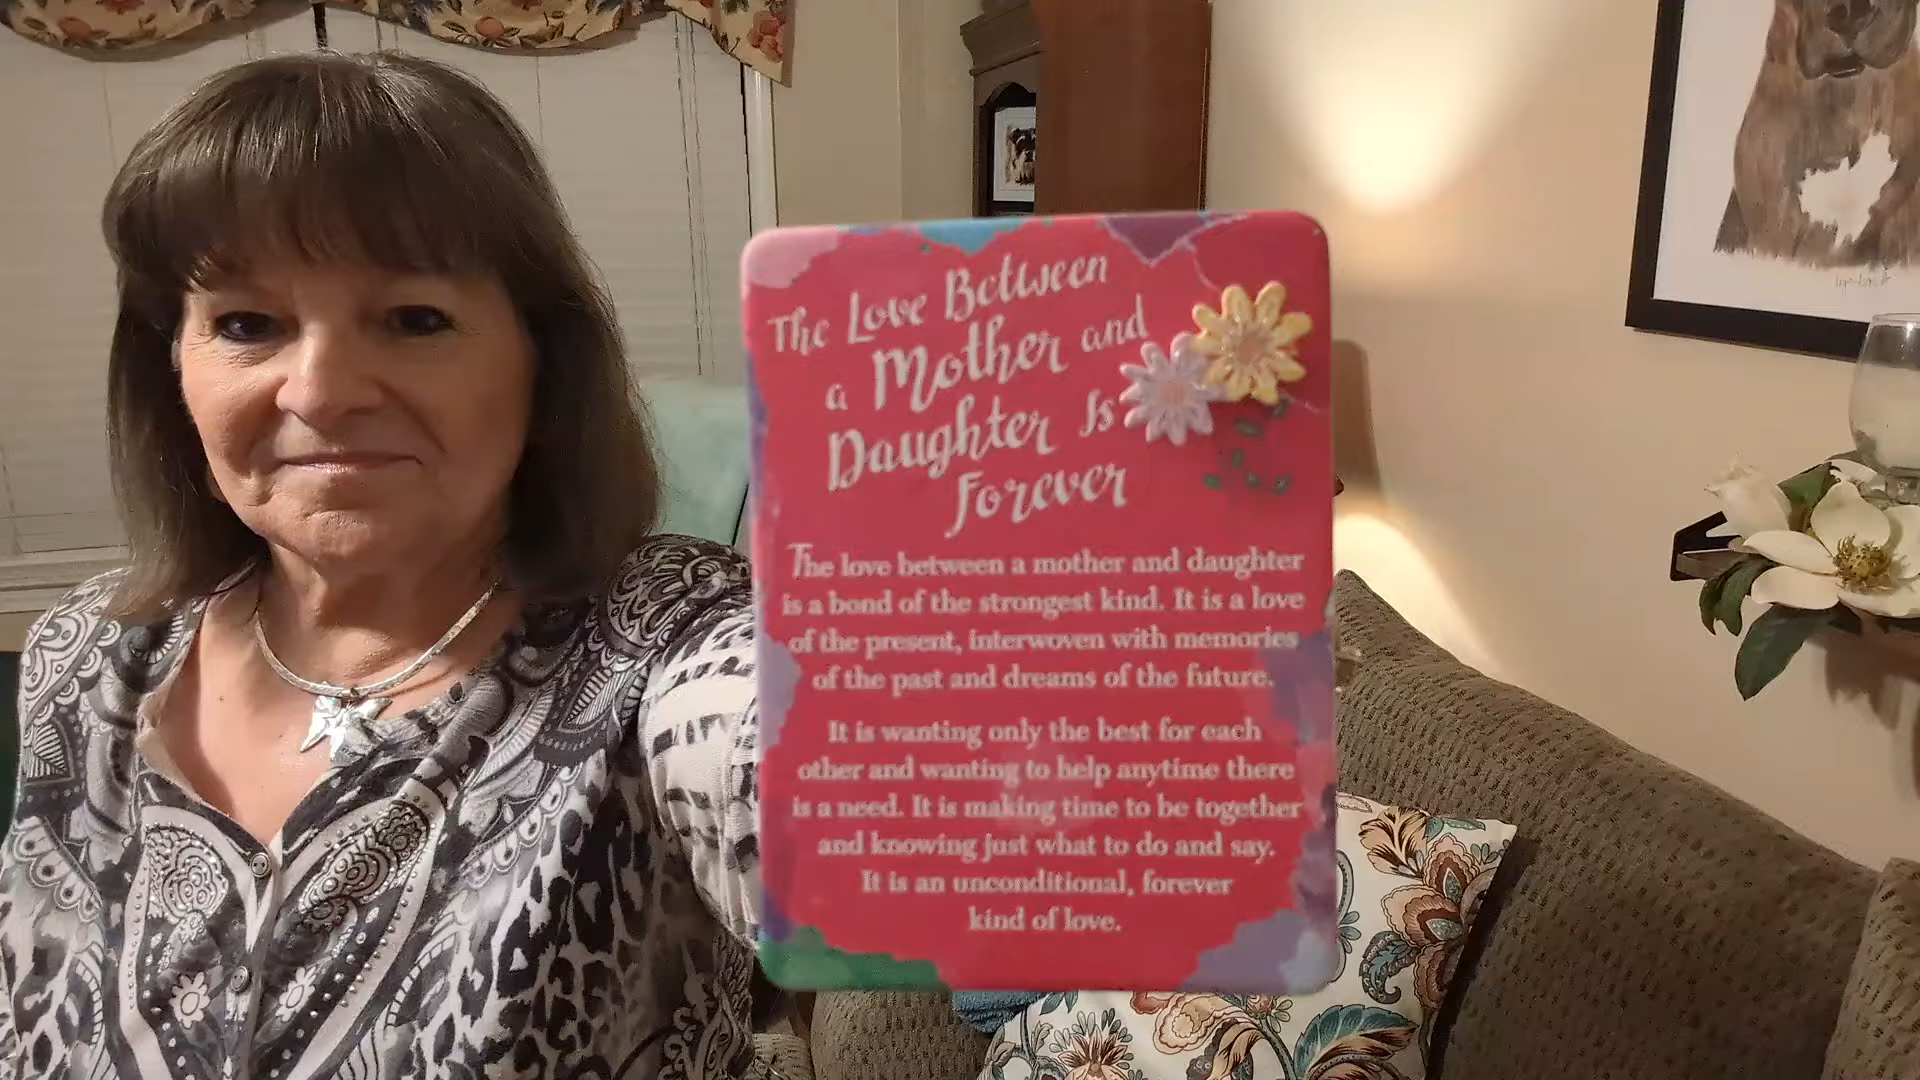 The Love Between
a Mother and
Daughter Is
Forever
The love between a mother and daughter
is a bond of the strongest kind. It is a love
of the present, interwoven with memories
of the past and dreams of the future.
It is wanting only the best for each
other and wanting to help anytime there
is a need. It is making time to be together
and knowing just what to do and say.
It is an unconditional, forever
kind of love.